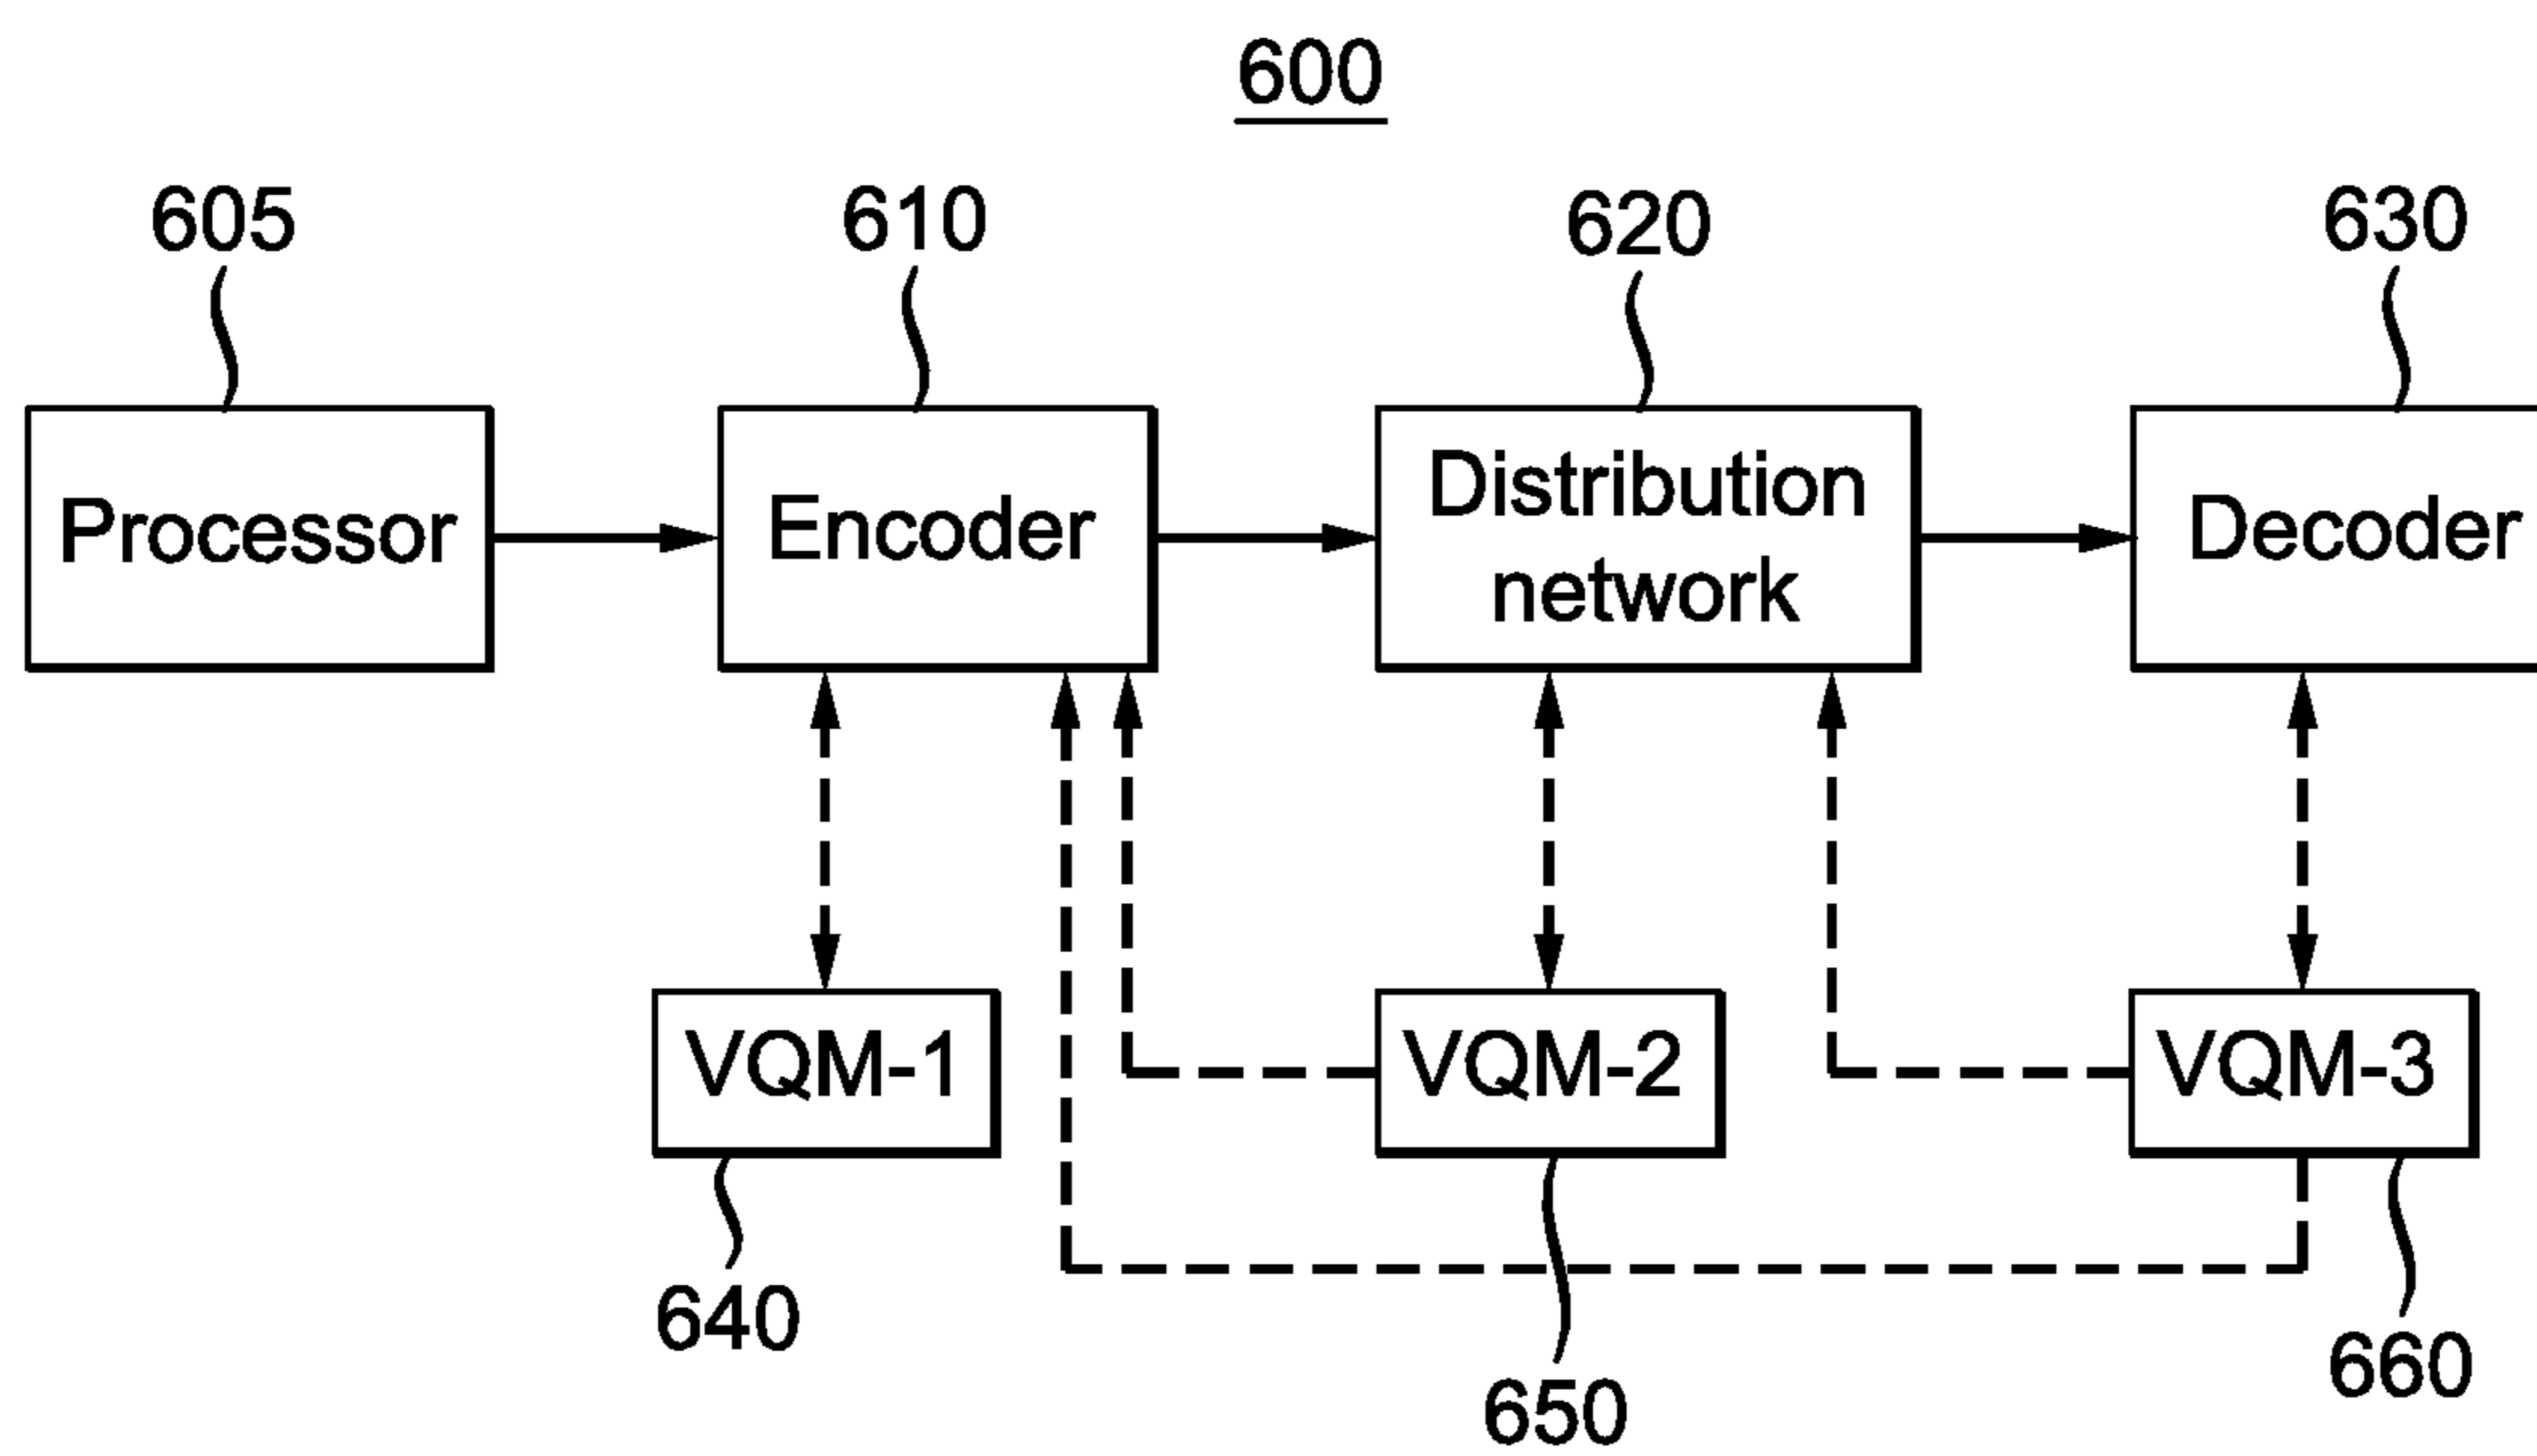 600
605
610
620
630
Processor
Encoder
Distribution
network
Decoder
VQM-1
VQM-2
VQM-3
640
650
660